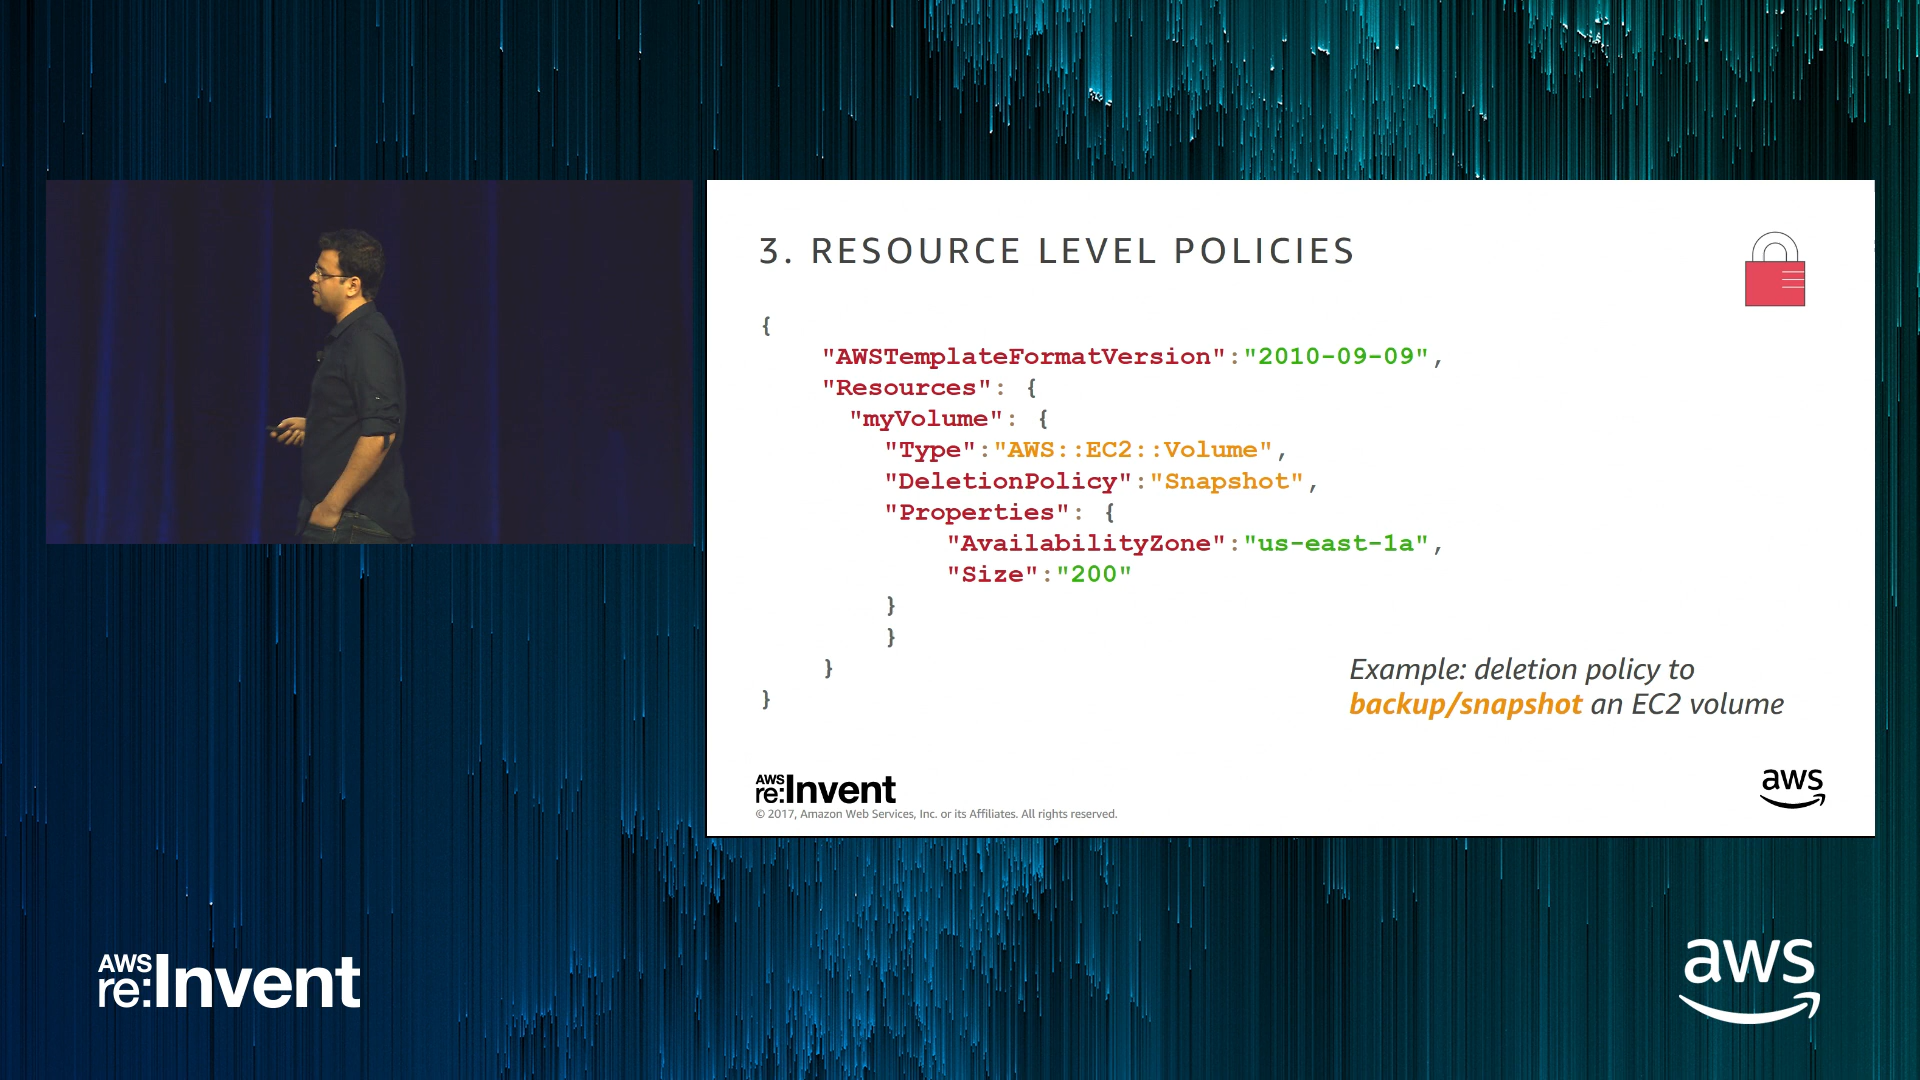 3. RESOURCE LEVEL POLICIES
{
"AWSTemplateFormatVersion":"2010-09-09",
"Resources": {
"myVolume": {
"Type":"AWS::EC2::Volume",
"DeletionPolicy":"Snapshot",
"Properties": {
"AvailabilityZone":"us-east-1a",
"Size":"200"
}
}
}
}
Example: deletion policy to
backup/snapshot an EC2 volume
AWS
re:Invent
© 2017, Amazon Web Services, Inc. or its Affiliates. All rights reserved.
aws
AWS
re:Invent
aws